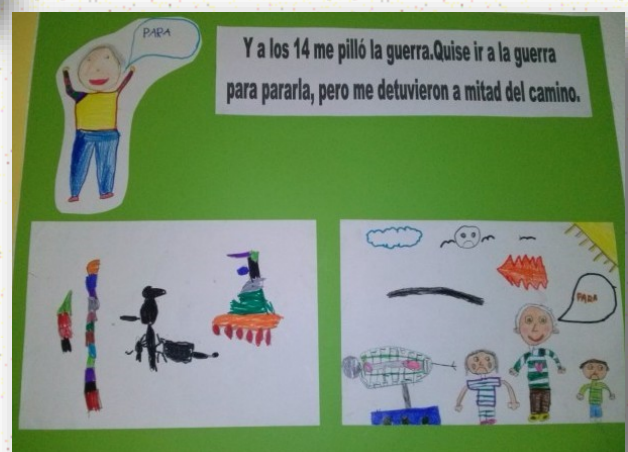 PARA
Y a los 14 me pilló la guerra.Quise ir a la guerra
para pararla, pero me detuvieron a mitad del camino.
PARA